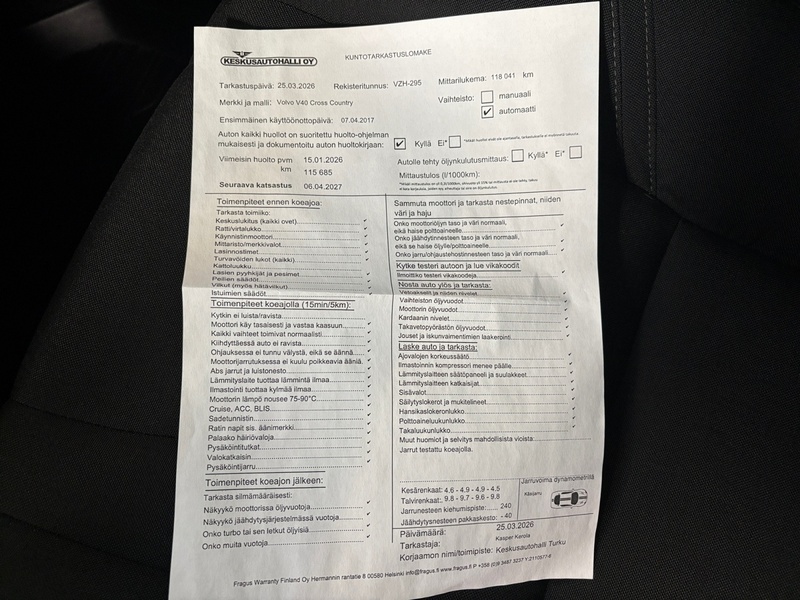 KESKUSAUTOHALLI OY
KUNTOTARKASTUSLOMAKE
Tarkastuspäivä: 25.03.2026 Rekisteritunnus: VZH-295 Mittarilukema: 118 041 km
Merkki ja malli: Volvo V40 Cross Country
Vaihteisto: manuaali
automaatti
Ensimmäinen käyttöönottopäivä: 07.04.2017
Auton kaikki huollot on suoritettu huolto-ohjelman
mukaisesti ja dokumentoitu auton huoltokirjaan: Kyllä Ei*
Viimeisin huolto pvm 15.01.2026
km 115 685
Autolle tehty öljynkulutusmittaus: Kyllä* Ei*
Mittaustulos (l/1000km):
Seuraava katsastus 06.04.2027
Toimenpiteet ennen koeajoa:
Tarkasta toimiiko:
Keskuslukitus (kaikki ovet)
Ratti/virtalukko
Käynnistinmoottori
Mittaristo/merkkivalot
Lasinnostimet
Turvavöiden lukot (kaikki)
Kattoluukku
Lasien pyyhkijät ja pesimet
Peilien säädöt
Vilkut (myös hätävilkut)
Istuimien säädöt
Toimenpiteet koeajolla (15min/5km):
Kytkin ei luista/ravista
Moottori käy tasaisesti ja vastaa kaasuun
Kaikki vaihteet toimivat normaalisti
Kiihdyttäessä auto ei ravista
Ohjauksessa ei tunnu välystä, eikä se äännä
Moottorijarrutuksessa ei kuulu poikkeavia ääniä.
Abs jarrut ja luistonesto
Lämmityslaite tuottaa lämmintä ilmaa
Ilmastointi tuottaa kylmää ilmaa
Moottorin lämpö nousee 75-90°C
Cruise, ACC, BLIS
Sadetunnistin
Ratin napit sis. äänimerkki
Palaako häiriövaloja
Pysäköintitutkat
Valokatkaisin
Pysäköintijarru
Toimenpiteet koeajon jälkeen:
Tarkasta silmämääräisesti:
Näkyykö moottorissa öljyvuotoja
Näkyykö jäähdytysjärjestelmässä vuotoja
Onko turbo tai sen letkut öljyisiä
Onko muita vuotoja
Sammuta moottori ja tarkasta nestepinnat, niiden
väri ja haju
Onko moottoriöljyn taso ja väri normaali,
eikä haise polttoaineelle
Onko jäähdytinnesteen taso ja väri normaali,
eikä se haise öljylle/polttoaineelle
Onko jarru/ohjaustehostinnesteen taso ja väri normaali
Kytke testeri autoon ja lue vikakoodit
Ilmoittiko testeri vikakoodeja
Nosta auto ylös ja tarkasta:
Vetoakselit ja niiden nivelet
Vaihteiston öljyvuodot
Moottorin öljyvuodot
Kardaanin nivelet
Takavetopyörästön öljyvuodot
Jouset ja iskunvaimentimien laakerointi
Laske auto ja tarkasta:
Ajovalojen korkeussäätö
Ilmastoinnin kompressori menee päälle
Lämmityslaitteen säätöpaneeli ja suulakkeet
Lämmityslaitteen katkaisijat
Sisävalot
Säilytyslokerot ja mukitelineet
Hansikaslokeronlukko
Polttoaineluukunlukko
Takaluukunlukko
Muut huomiot ja selvitys mahdollisista vioista
Jarrut testattu koeajolla.
Kesärenkaat: 4.6 - 4.9 - 4.9 - 4.5
Talvirenkaat: 9.8 - 9.7 - 9.6 - 9.8
Jarrunesteen kiehumispiste: 240
Jäähdytysnesteen pakkaskesto: - 40
Jarruvoima dynamometrillä
Käsijarru
Päivämäärä: 25.03.2026
Tarkastaja: Kasper Kerola
Korjaamon nimi/toimipiste: Keskusautohalli Turku
Fragus Warranty Finland Oy Hermannin rantatie 8 00580 Helsinki info@fragus.fi www.fragus.fi P +358 (0)9 3487 3237 Y:2110977-6